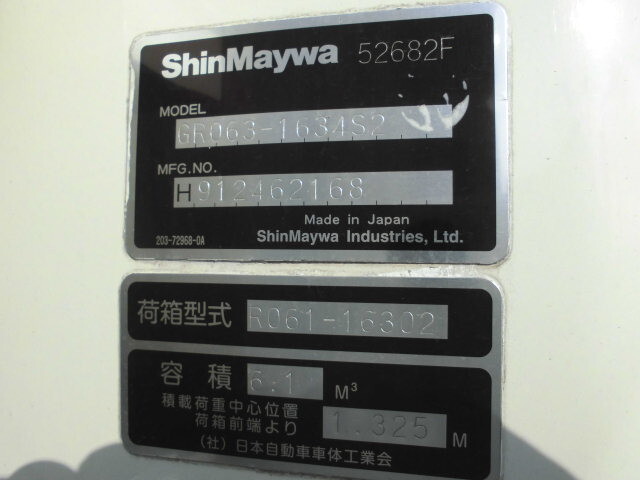 ShinMaywa 52682F
MODEL
GR063-1634S2
MFG.NO.
H912462168
Made in Japan
203-72968-0A ShinMaywa Industries, Ltd.
荷箱型式 R061-16302
容積 6.1 M³
積載荷重中心位置
荷箱前端より 1.325 M
(社)日本自動車車体工業会